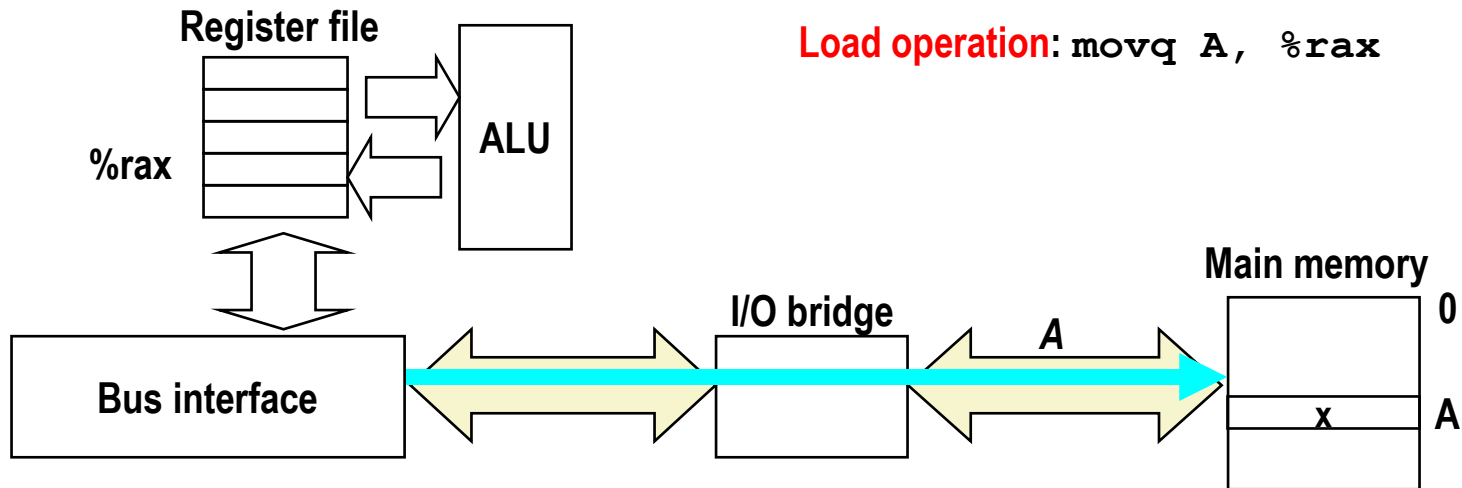 Register file
Load operation: movq A, %rax
ALU
%rax
Main memory
I/O bridge
0
A
Bus interface
x
A